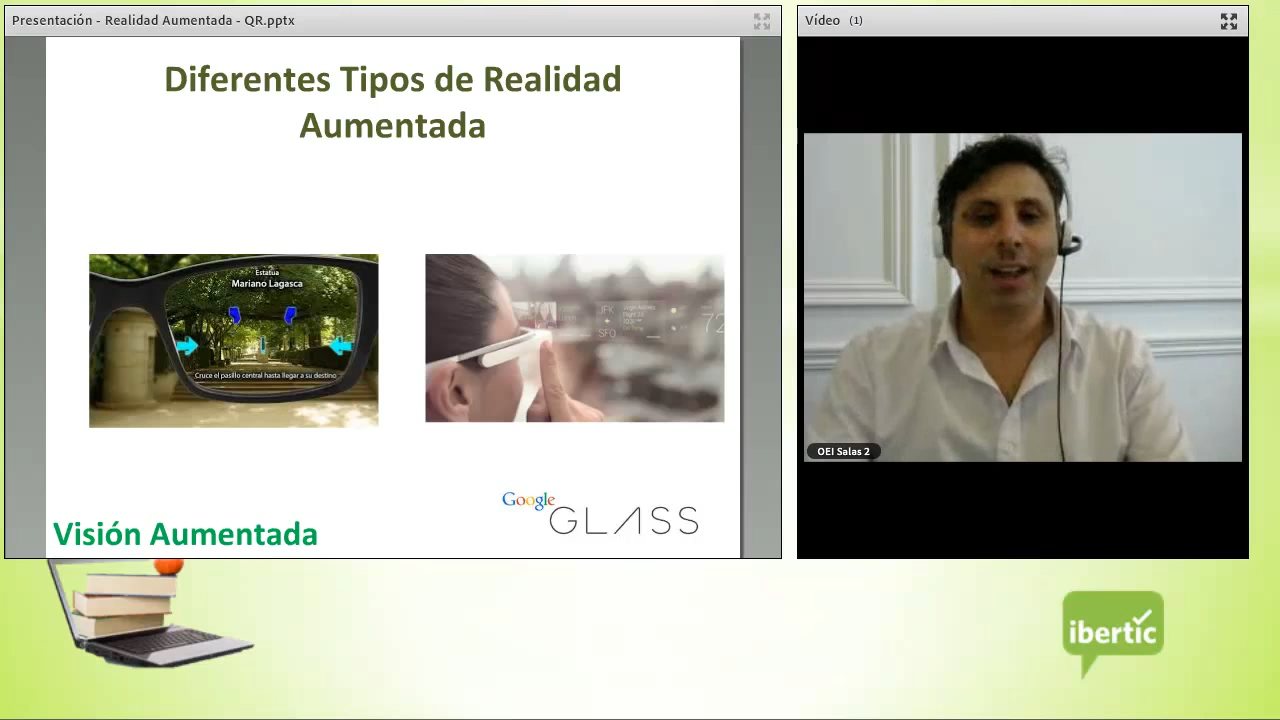 Presentación - Realidad Aumentada - QR.pptx
Vídeo (1)
Diferentes Tipos de Realidad
Aumentada
Estatua
Mariano Lagasca
Cruce el pasillo central hasta llegar a su destino
JFK
+
SFO
72
OEI Salas 2
Google
GLASS
Visión Aumentada
ibertic